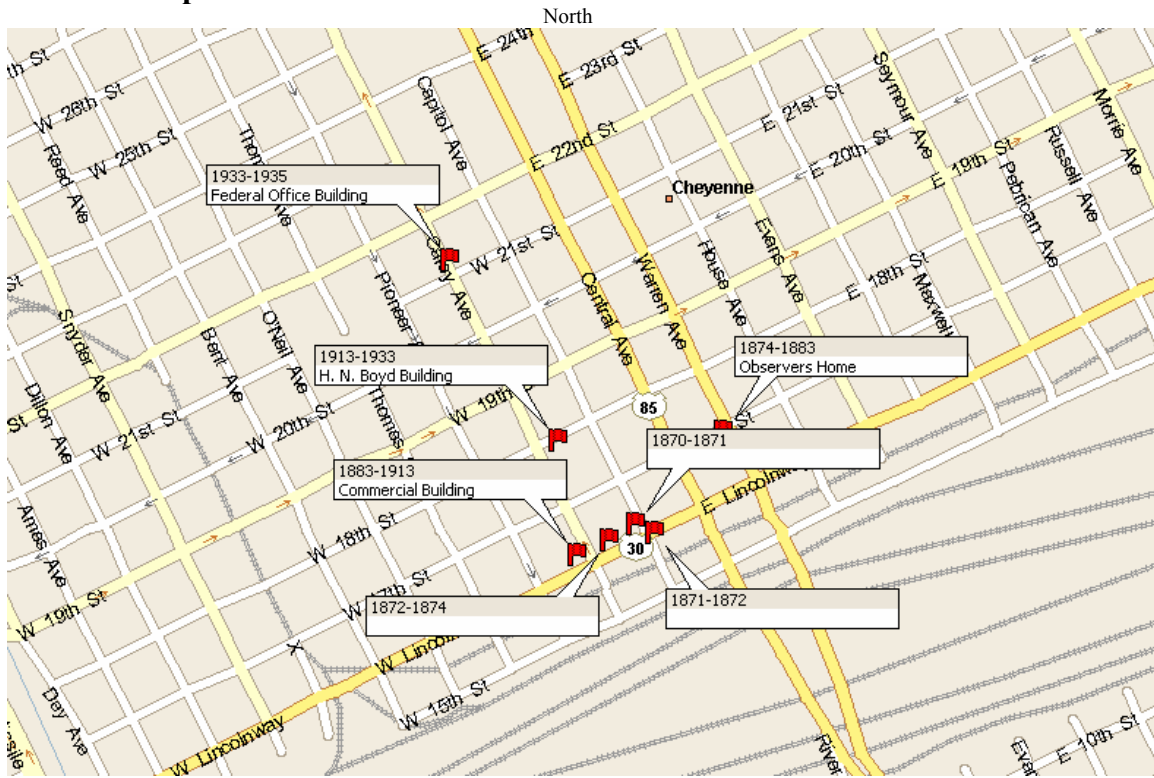 North
E 24th
E 23rd St
W 26th St
Capitol Ave
Seymour Ave
Morrie Ave
Reed Ave
W 25th St
E 22nd St
E 21st St
E 20th St
Russell Ave
E 19th St
Pebrican Ave
1933-1935
Federal Office Building
Cheyenne
W 21st St
Evans Ave
House Ave
E 18th St
Maxwell
Pioneer
Central Ave
Warren Ave
Snyder Ave
Bent Ave
O'Neil Ave
Dillon Ave
1913-1933
H. N. Boyd Building
1874-1883
Observers Home
Thomas
W 19th St
85
St
W 21st St
W 20th St
1870-1871
1883-1913
Commercial Building
E Lincolnway
Ames Ave
W 18th St
30
W 19th St
W 17th St
1872-1874
1871-1872
W Lincolnway
Day Ave
W 15th St
W Lincolnway
River
E 10th St